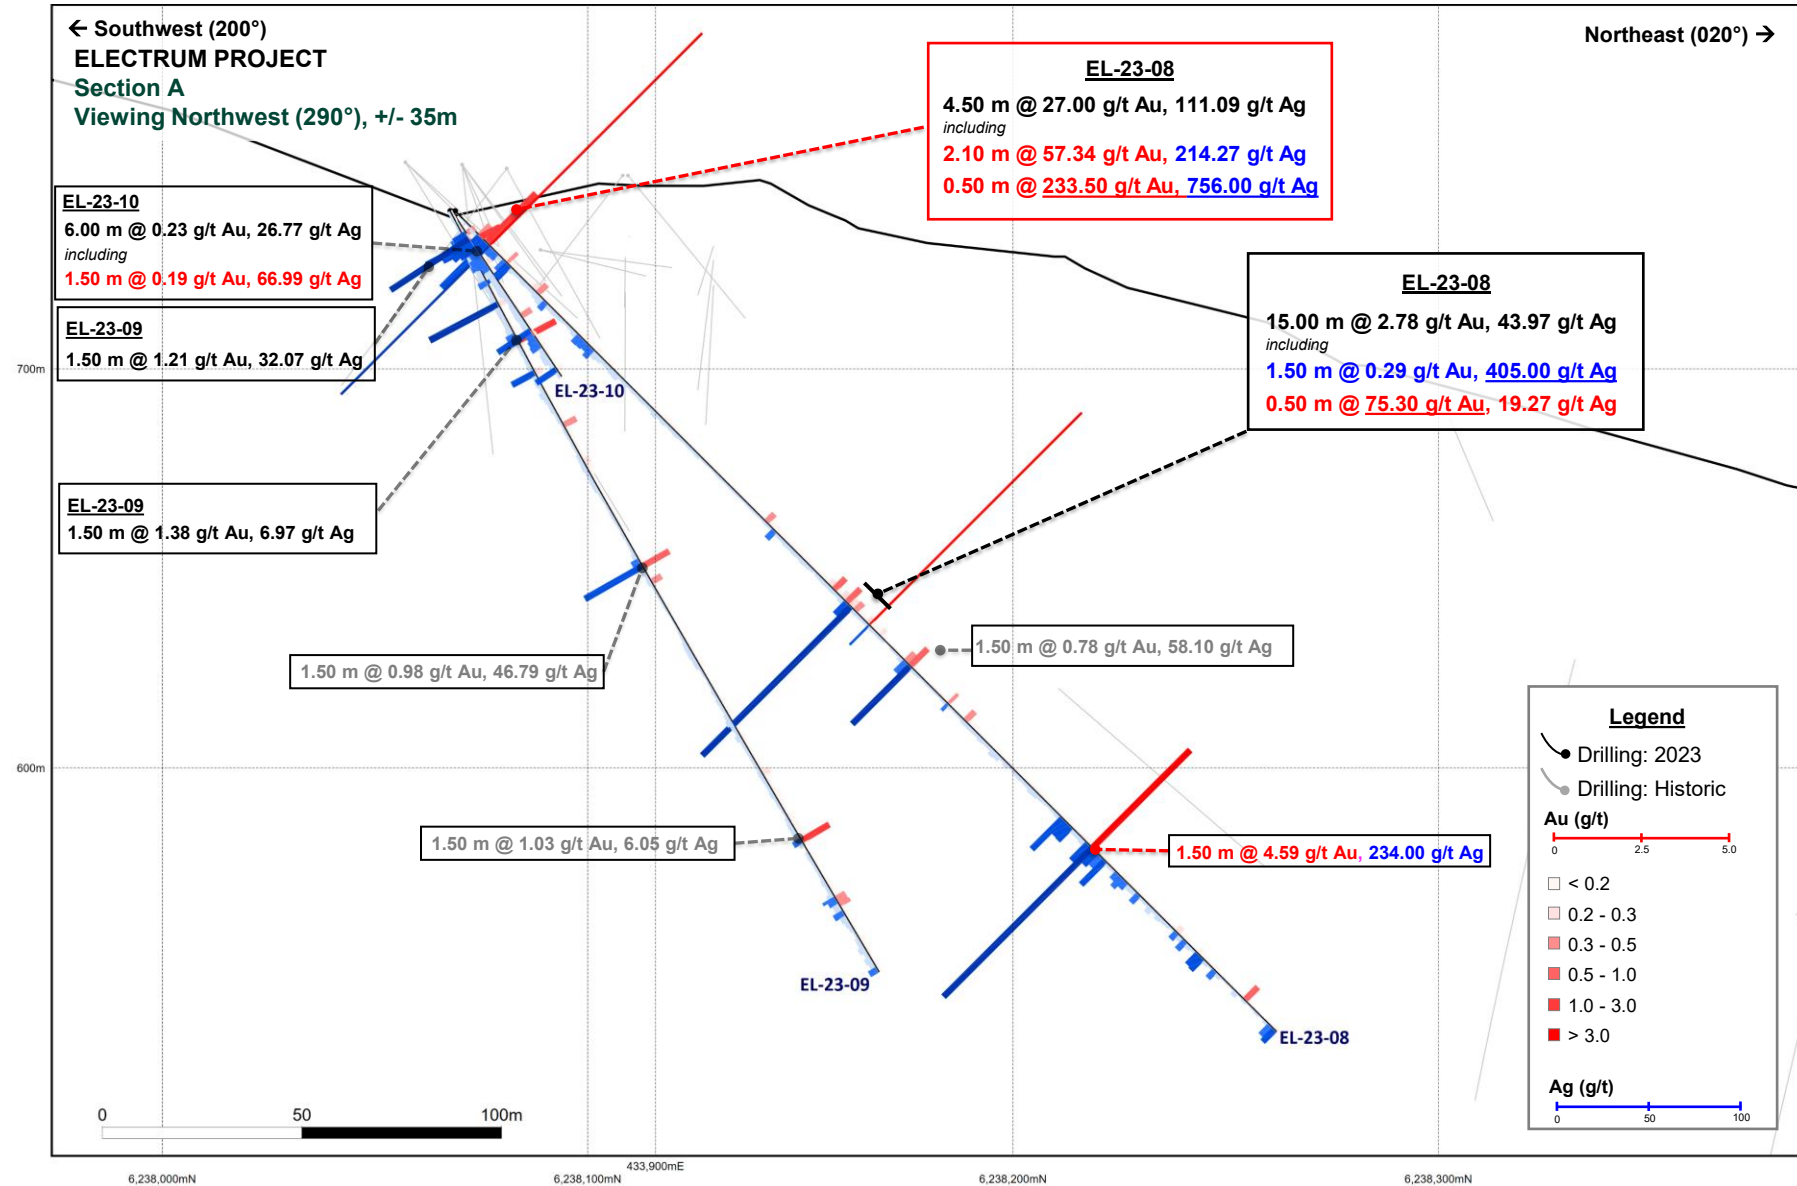 ← Southwest (200°)
Northeast (020°) →
ELECTRUM PROJECT
Section A
Viewing Northwest (290°), +/- 35m
EL-23-08
4.50 m @ 27.00 g/t Au, 111.09 g/t Ag
including
2.10 m @ 57.34 g/t Au, 214.27 g/t Ag
0.50 m @ 233.50 g/t Au, 756.00 g/t Ag
EL-23-10
6.00 m @ 0.23 g/t Au, 26.77 g/t Ag
including
1.50 m @ 0.19 g/t Au, 66.99 g/t Ag
EL-23-09
1.50 m @ 1.21 g/t Au, 32.07 g/t Ag
EL-23-08
15.00 m @ 2.78 g/t Au, 43.97 g/t Ag
including
1.50 m @ 0.29 g/t Au, 405.00 g/t Ag
0.50 m @ 75.30 g/t Au, 19.27 g/t Ag
700m
EL-23-10
EL-23-09
1.50 m @ 1.38 g/t Au, 6.97 g/t Ag
1.50 m @ 0.98 g/t Au, 46.79 g/t Ag
1.50 m @ 0.78 g/t Au, 58.10 g/t Ag
600m
1.50 m @ 1.03 g/t Au, 6.05 g/t Ag
1.50 m @ 4.59 g/t Au, 234.00 g/t Ag
EL-23-09
EL-23-08
Legend
Drilling: 2023
Drilling: Historic
Au (g/t)
0 2.5 5.0
< 0.2
0.2 - 0.3
0.3 - 0.5
0.5 - 1.0
1.0 - 3.0
> 3.0
Ag (g/t)
0 50 100
0 50 100m
433,900mE
6,238,000mN 6,238,100mN 6,238,200mN 6,238,300mN